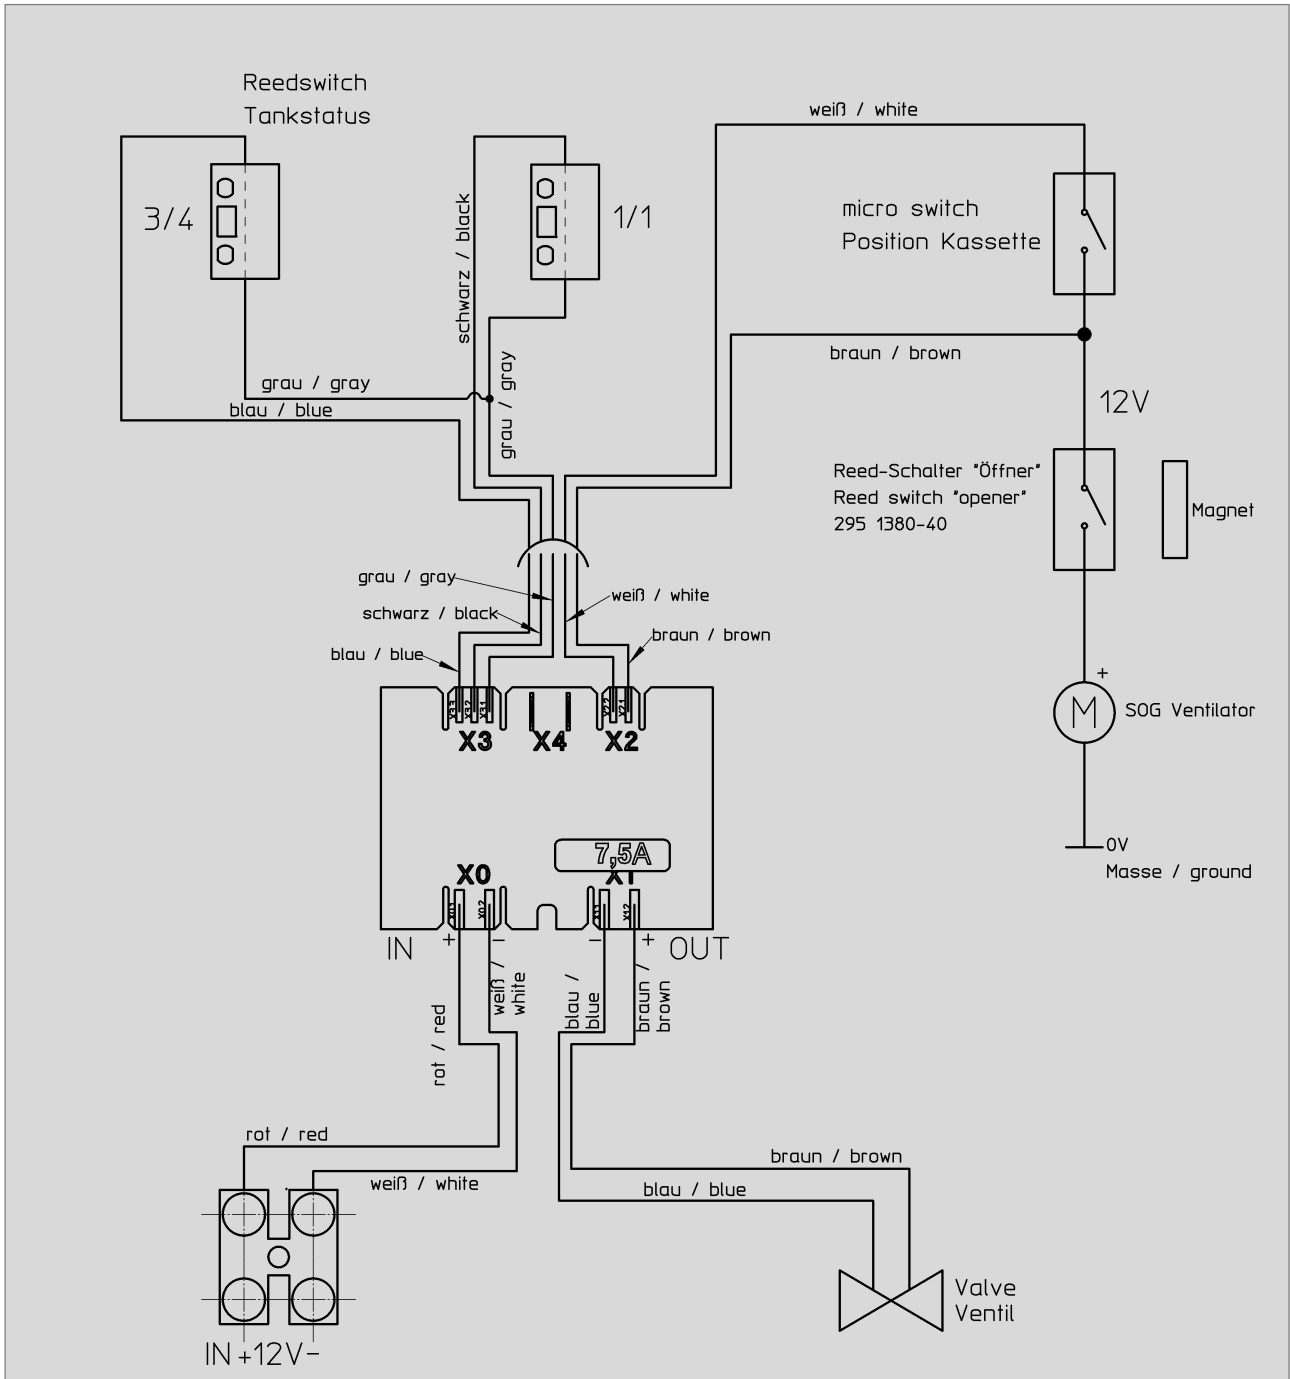 Reedswitch
Tankstatus
weiß / white
3/4
schwarz / black
1/1
micro switch
Position Kassette
braun / brown
grau / gray
blau / blue
grau / gray
12V
Reed-Schalter "Öffner"
Reed switch "opener"
295 1380-40
Magnet
grau / gray
weiß / white
schwarz / black
braun / brown
blau / blue
X33 X32 X31
X22 X21
X3 X4 X2
+
M
SOG Ventilator
7,5A
X0 X1
0V
Masse / ground
X01 X02 X11 X12
IN + − − + OUT
weiß /
white
blau /
blue
braun /
brown
rot / red
rot / red
weiß / white
braun / brown
blau / blue
Valve
Ventil
IN +12V−